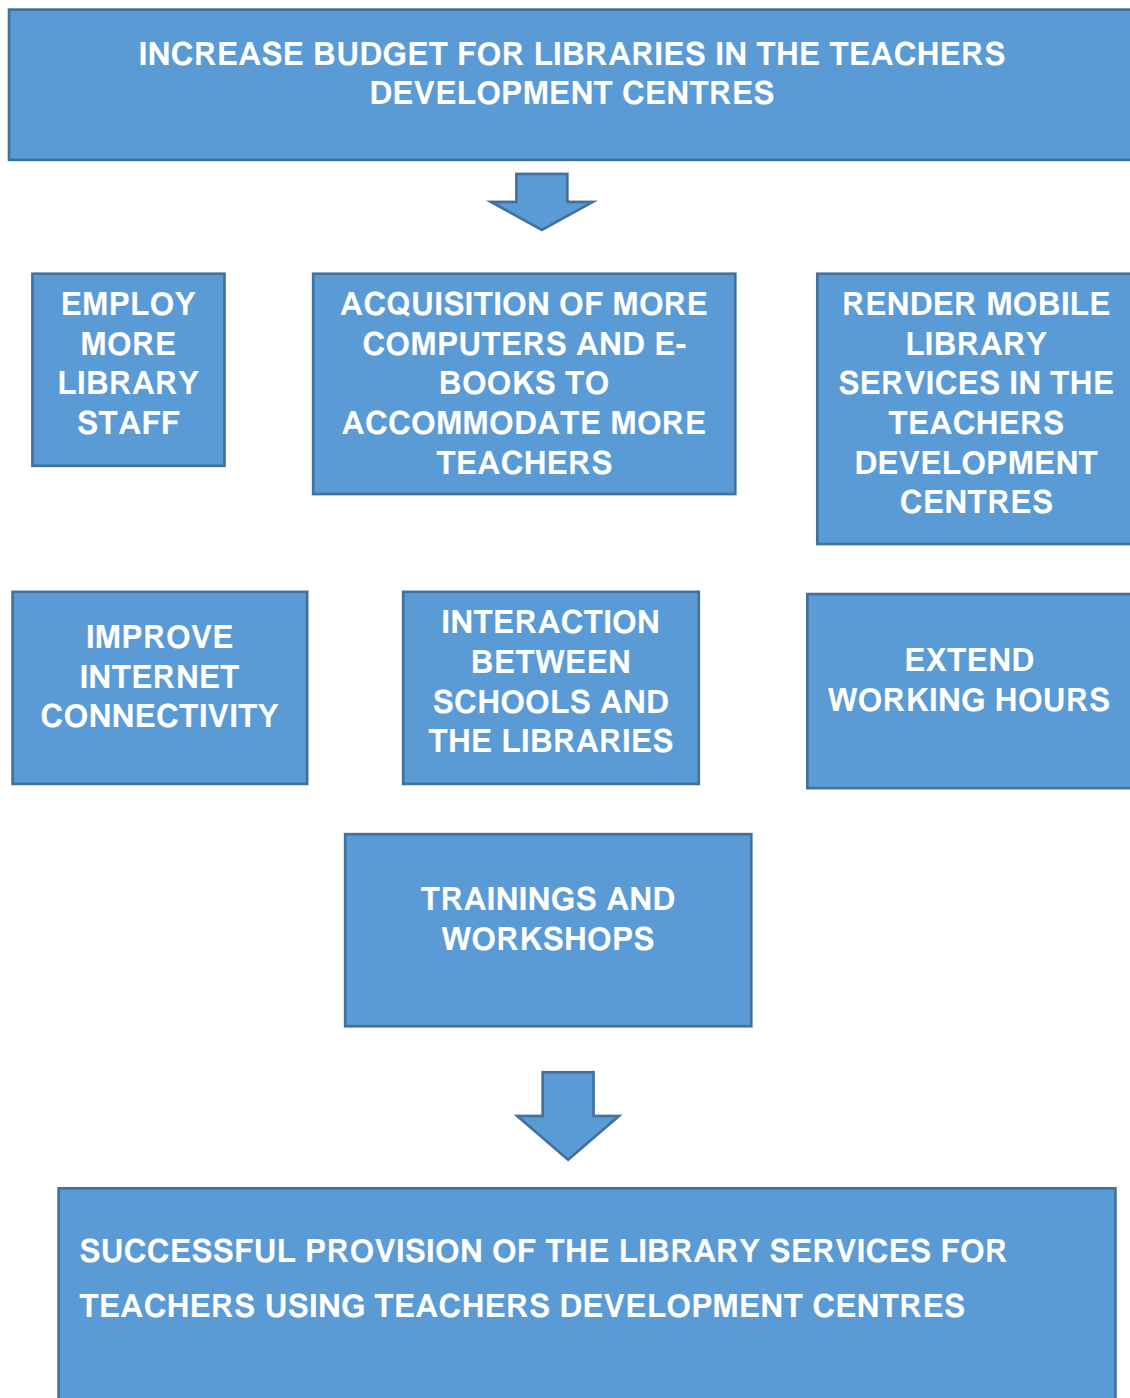 INCREASE BUDGET FOR LIBRARIES IN THE TEACHERS
DEVELOPMENT CENTRES
EMPLOY
MORE
LIBRARY
STAFF
ACQUISITION OF MORE
COMPUTERS AND E-
BOOKS TO
ACCOMMODATE MORE
TEACHERS
RENDER MOBILE
LIBRARY
SERVICES IN THE
TEACHERS
DEVELOPMENT
CENTRES
IMPROVE
INTERNET
CONNECTIVITY
INTERACTION
BETWEEN
SCHOOLS AND
THE LIBRARIES
EXTEND
WORKING HOURS
TRAININGS AND
WORKSHOPS
SUCCESSFUL PROVISION OF THE LIBRARY SERVICES FOR
TEACHERS USING TEACHERS DEVELOPMENT CENTRES